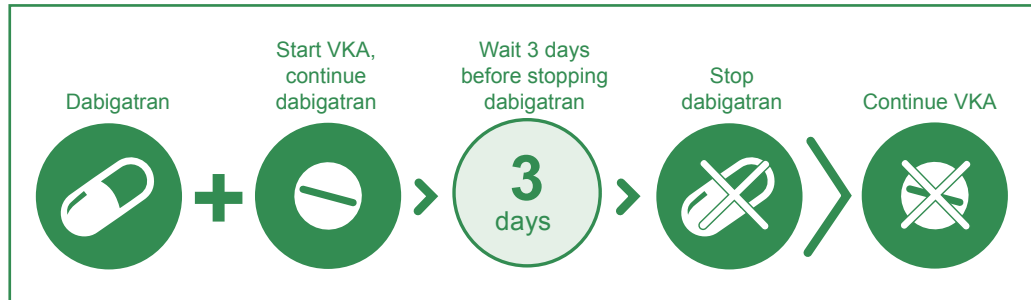 Dabigatran
Start VKA,
continue
dabigatran
Wait 3 days
before stopping
dabigatran
3
days
Stop
dabigatran
Continue VKA